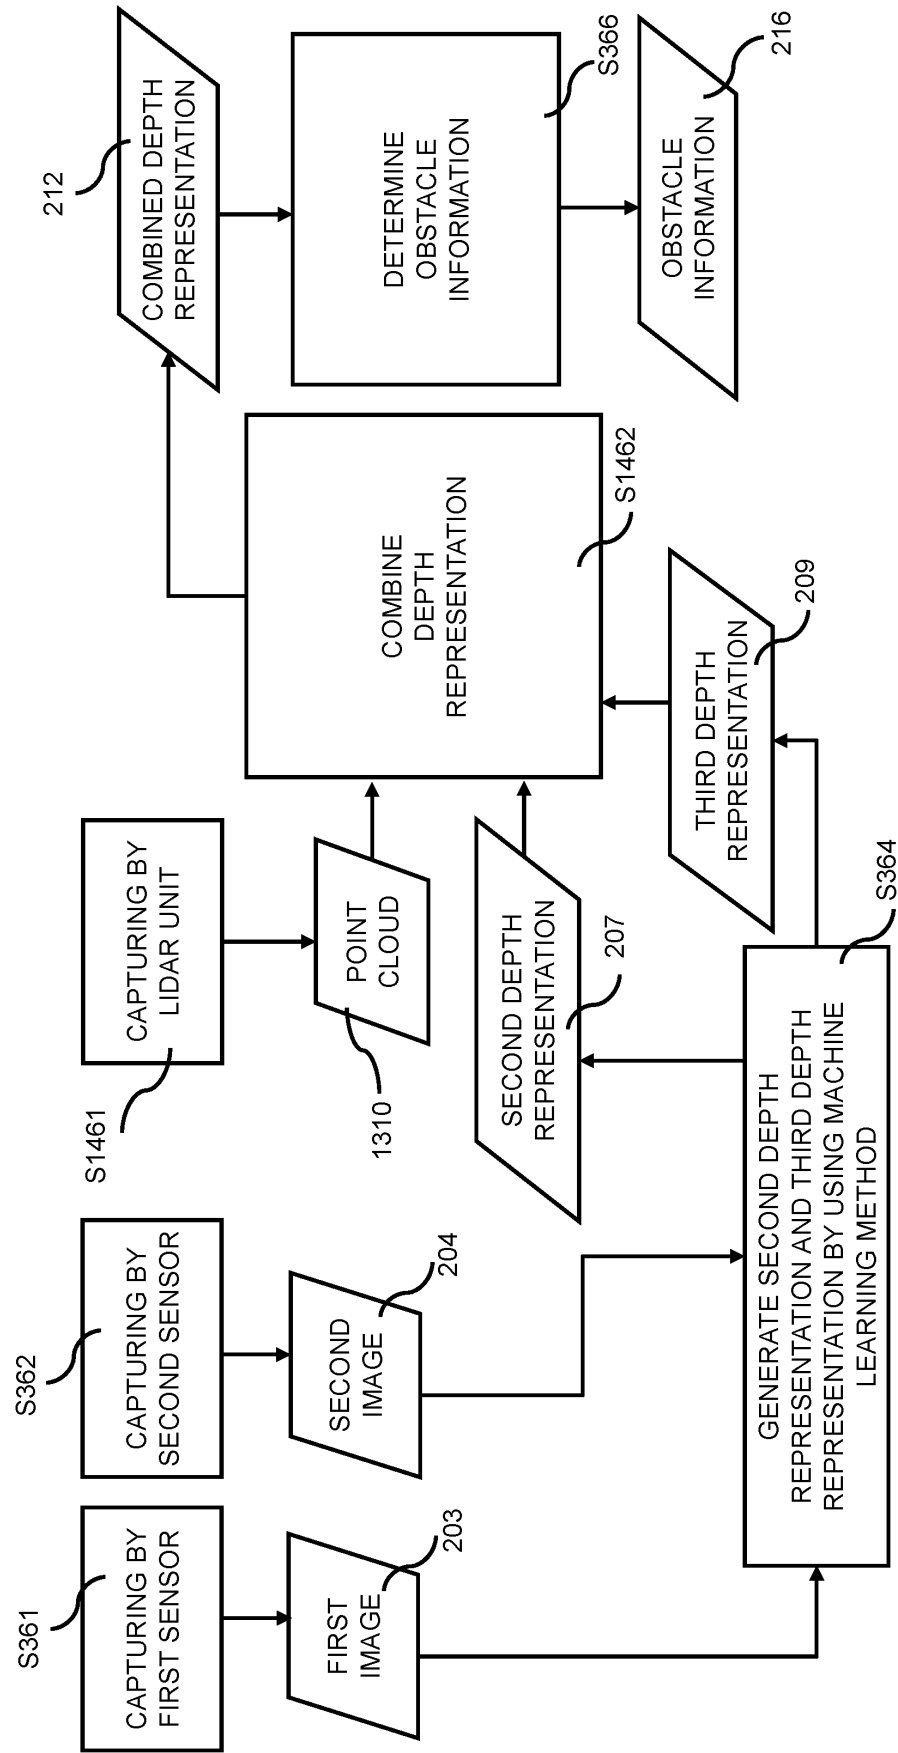 S361
CAPTURING BY
FIRST SENSOR
FIRST
IMAGE
203
S362
CAPTURING BY
SECOND SENSOR
SECOND
IMAGE
204
S1461
CAPTURING BY
LIDAR UNIT
1310
POINT
CLOUD
SECOND DEPTH
REPRESENTATION
207
GENERATE SECOND DEPTH
REPRESENTATION AND THIRD DEPTH
REPRESENTATION BY USING MACHINE
LEARNING METHOD
S364
THIRD DEPTH
REPRESENTATION
209
COMBINE
DEPTH
REPRESENTATION
S1462
212
COMBINED DEPTH
REPRESENTATION
DETERMINE
OBSTACLE
INFORMATION
S366
OBSTACLE
INFORMATION
216